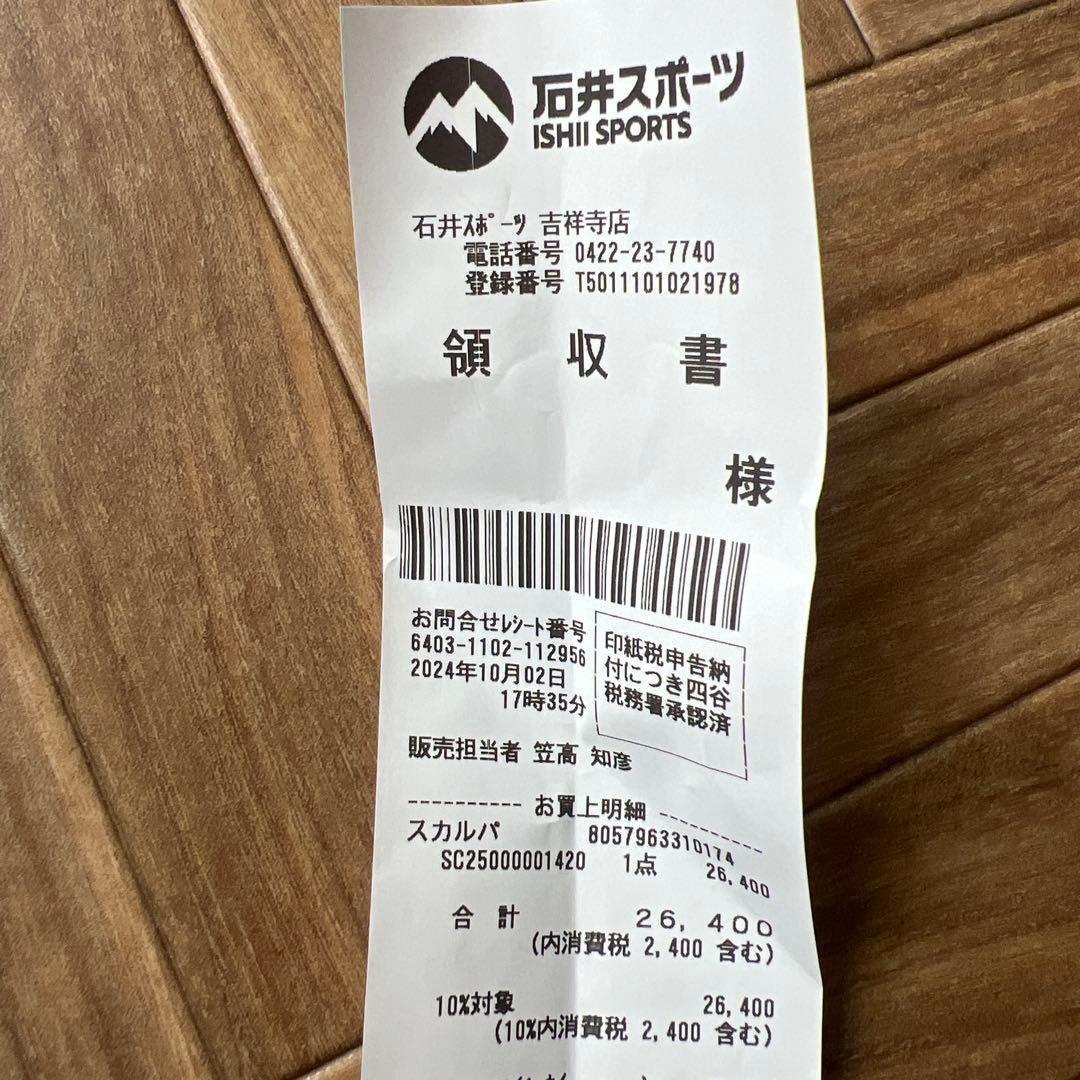 石井スポーツ
ISHII SPORTS
石井ｽﾎﾟｰﾂ 吉祥寺店
電話番号 0422-23-7740
登録番号 T5011101021978
領 収 書
様
お問合せﾚｼｰﾄ番号
6403-1102-112956
2024年10月02日
17時35分
印紙税申告納
付につき四谷
税務署承認済
販売担当者 笠高 知彦
---------- お買上明細 ----------
スカルパ 8057963310174
SC25000001420 1点 26,400
合 計 26,400
(内消費税 2,400 含む)
10%対象 26,400
(10%内消費税 2,400 含む)